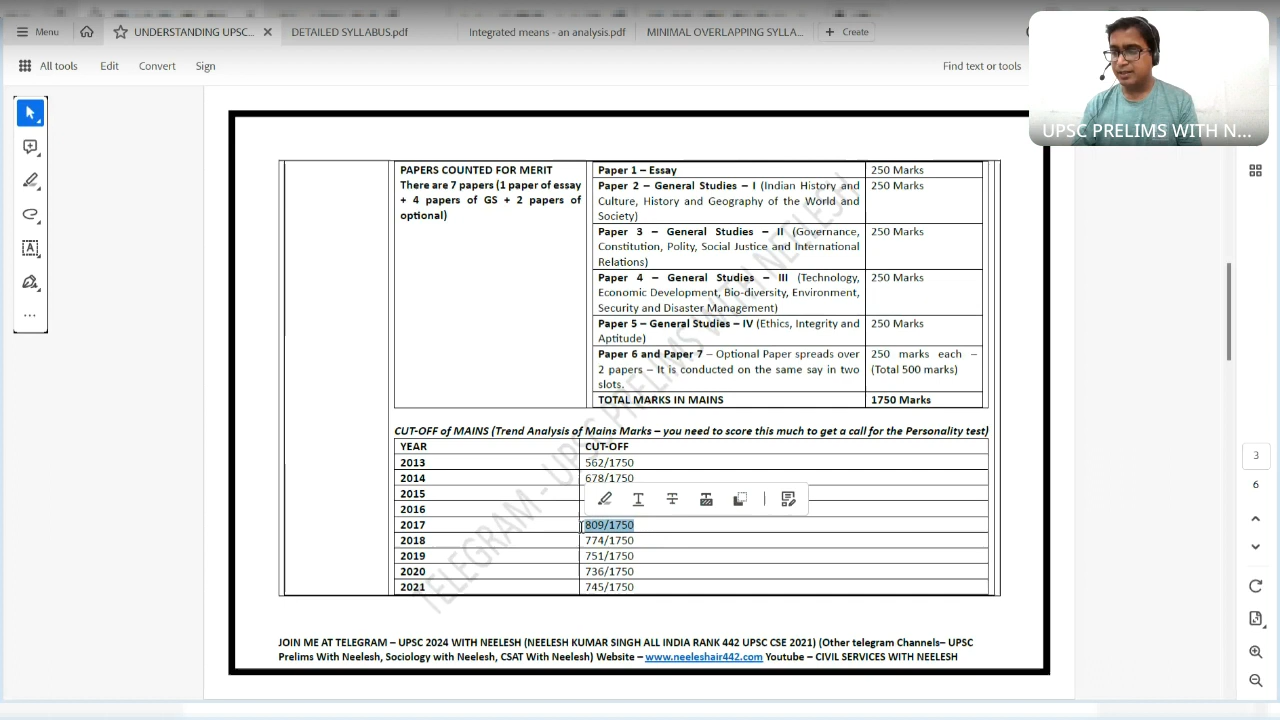 Menu
UNDERSTANDING UPSC...
DETAILED SYLLABUS.pdf
Integrated means - an analysis.pdf
MINIMAL OVERLAPPING SYLLA...
+ Create
All tools
Edit
Convert
Sign
Find text or tools
UPSC PRELIMS WITH N...
PAPERS COUNTED FOR MERIT
There are 7 papers (1 paper of essay
+ 4 papers of GS + 2 papers of
optional)
Paper 1 – Essay
250 Marks
Paper 2 – General Studies – I (Indian History and
Culture, History and Geography of the World and
Society)
250 Marks
Paper 3 – General Studies – II (Governance,
Constitution, Polity, Social Justice and International
Relations)
250 Marks
Paper 4 – General Studies – III (Technology,
Economic Development, Bio-diversity, Environment,
Security and Disaster Management)
250 Marks
Paper 5 – General Studies – IV (Ethics, Integrity and
Aptitude)
250 Marks
Paper 6 and Paper 7 – Optional Paper spreads over
2 papers – It is conducted on the same say in two
slots.
250 marks each –
(Total 500 marks)
TOTAL MARKS IN MAINS
1750 Marks
CUT-OFF of MAINS (Trend Analysis of Mains Marks – you need to score this much to get a call for the Personality test)
YEAR
CUT-OFF
2013
562/1750
2014
678/1750
2015
2016
2017
809/1750
2018
774/1750
2019
751/1750
2020
736/1750
2021
745/1750
TELEGRAM - UPSC PRELIMS WITH NEELESH
JOIN ME AT TELEGRAM – UPSC 2024 WITH NEELESH (NEELESH KUMAR SINGH ALL INDIA RANK 442 UPSC CSE 2021) (Other telegram Channels– UPSC
Prelims With Neelesh, Sociology with Neelesh, CSAT With Neelesh) Website – www.neeleshair442.com Youtube – CIVIL SERVICES WITH NEELESH
3
6